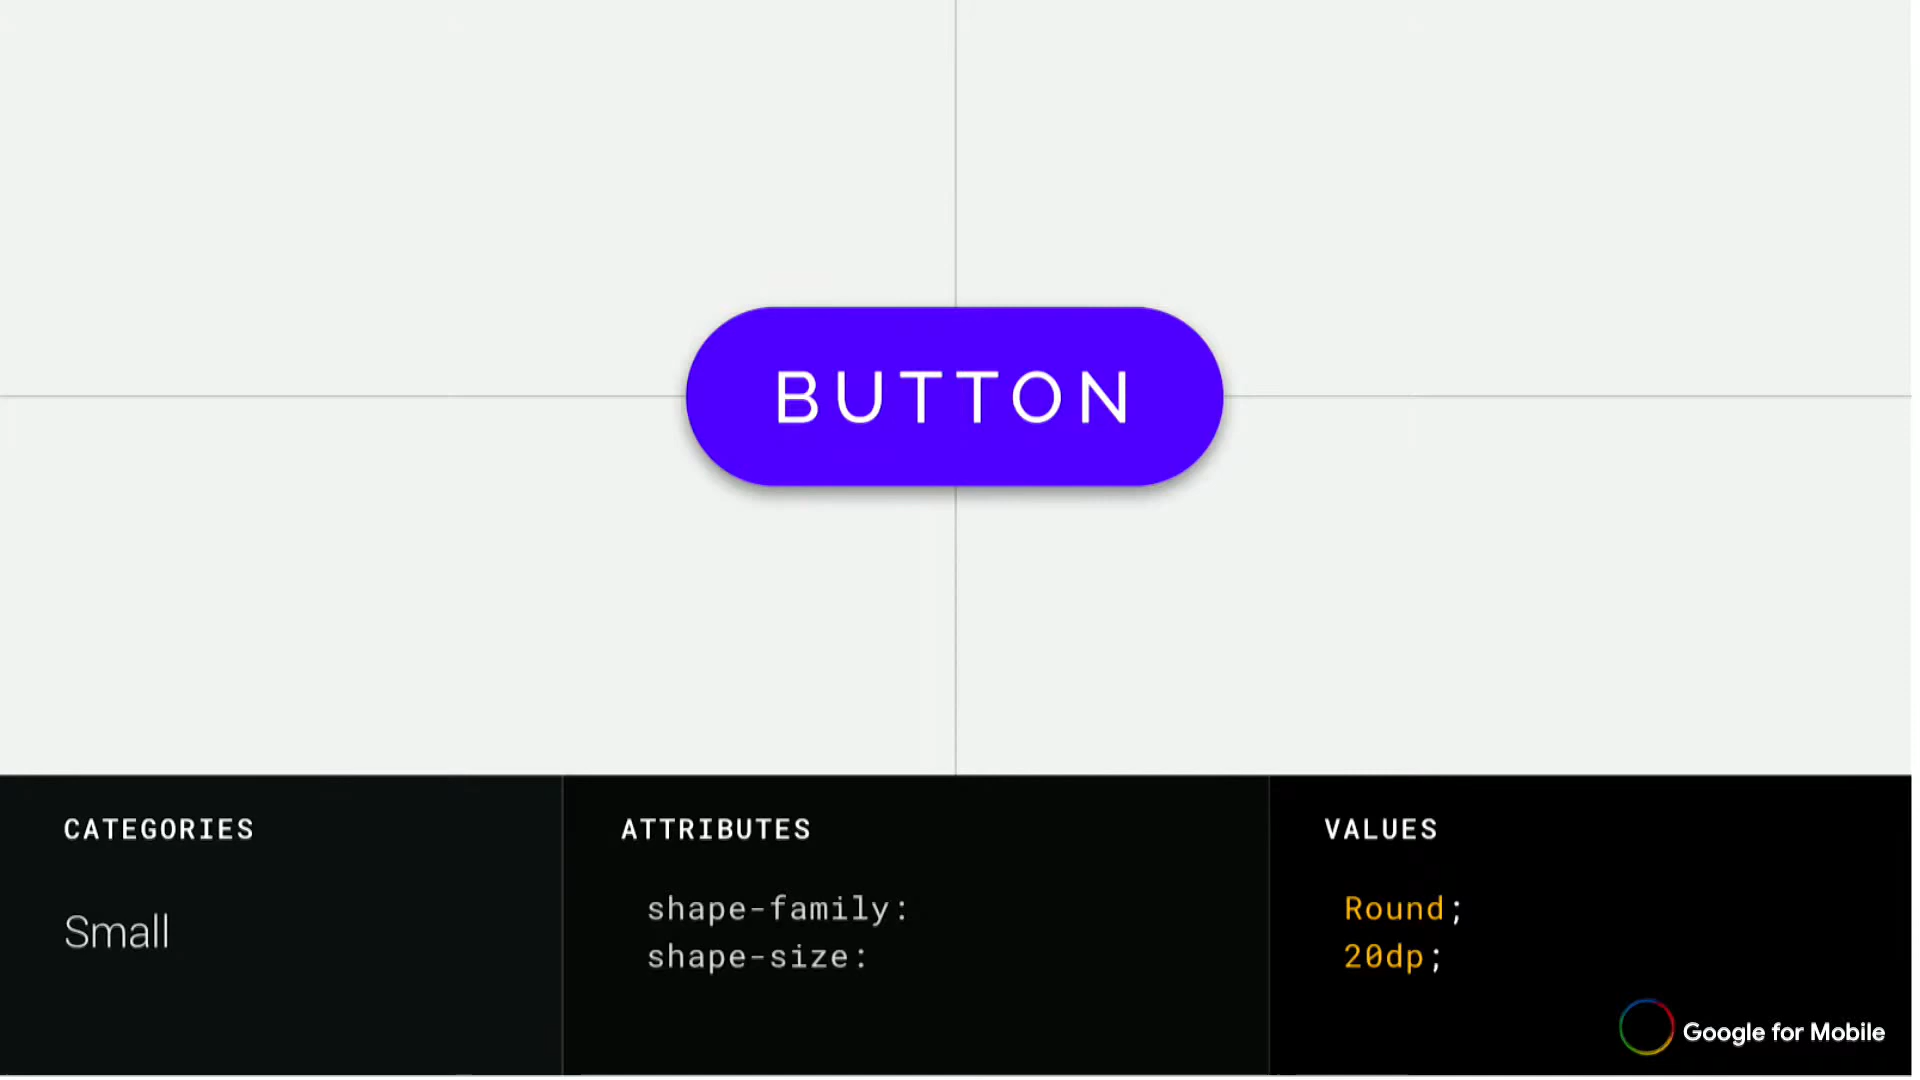 BUTTON
CATEGORIES
Small
ATTRIBUTES
shape-family:
shape-size:
VALUES
Round;
20dp;
Google for Mobile